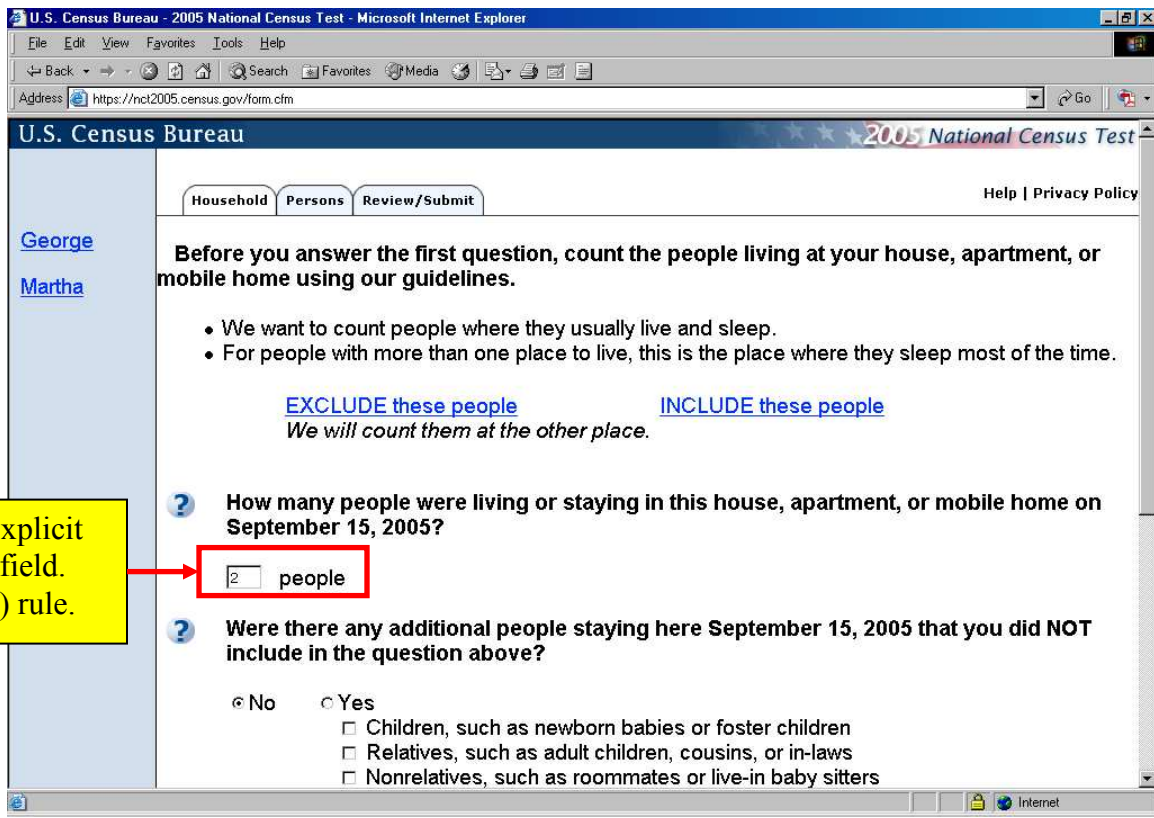 U.S. Census Bureau - 2005 National Census Test - Microsoft Internet Explorer
File Edit View Favorites Tools Help
Back Search Favorites Media
Address https://nct2005.census.gov/form.cfm Go
U.S. Census Bureau 2005 National Census Test
Household Persons Review/Submit Help | Privacy Policy
George
Martha
Before you answer the first question, count the people living at your house, apartment, or
mobile home using our guidelines.
• We want to count people where they usually live and sleep.
• For people with more than one place to live, this is the place where they sleep most of the time.
EXCLUDE these people INCLUDE these people
We will count them at the other place.
? How many people were living or staying in this house, apartment, or mobile home on
September 15, 2005?
xplicit
field.
) rule.
2 people
? Were there any additional people staying here September 15, 2005 that you did NOT
include in the question above?
No Yes
Children, such as newborn babies or foster children
Relatives, such as adult children, cousins, or in-laws
Nonrelatives, such as roommates or live-in baby sitters
Internet